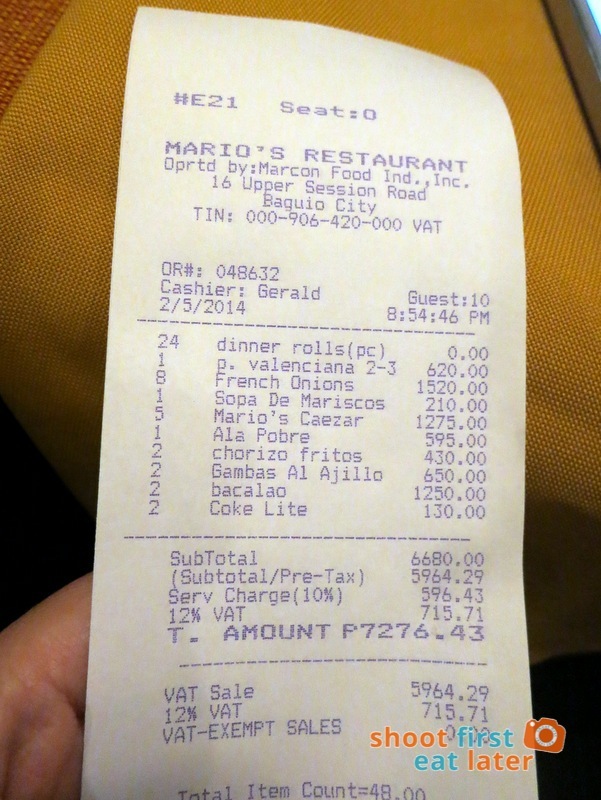 #E21 Seat:0
MARIO'S RESTAURANT
Oprtd by:Marcon Food Ind.,Inc.
16 Upper Session Road
Baguio City
TIN: 000-906-420-000 VAT
OR#: 048632
Cashier: Gerald Guest:10
2/5/2014 8:54:46 PM
24 dinner rolls(pc) 0.00
1 p. valenciana 2-3 620.00
8 French Onions 1520.00
1 Sopa De Mariscos 210.00
5 Mario's Caezar 1275.00
1 Ala Pobre 595.00
2 chorizo fritos 430.00
2 Gambas Al Ajillo 650.00
2 bacalao 1250.00
2 Coke Lite 130.00
SubTotal 6680.00
(Subtotal/Pre-Tax) 5964.29
Serv Charge(10%) 596.43
12% VAT 715.71
T. AMOUNT P7276.43
VAT Sale 5964.29
12% VAT 715.71
VAT-EXEMPT SALES 0.00
shoot first
eat later
Total Item Count=48.00